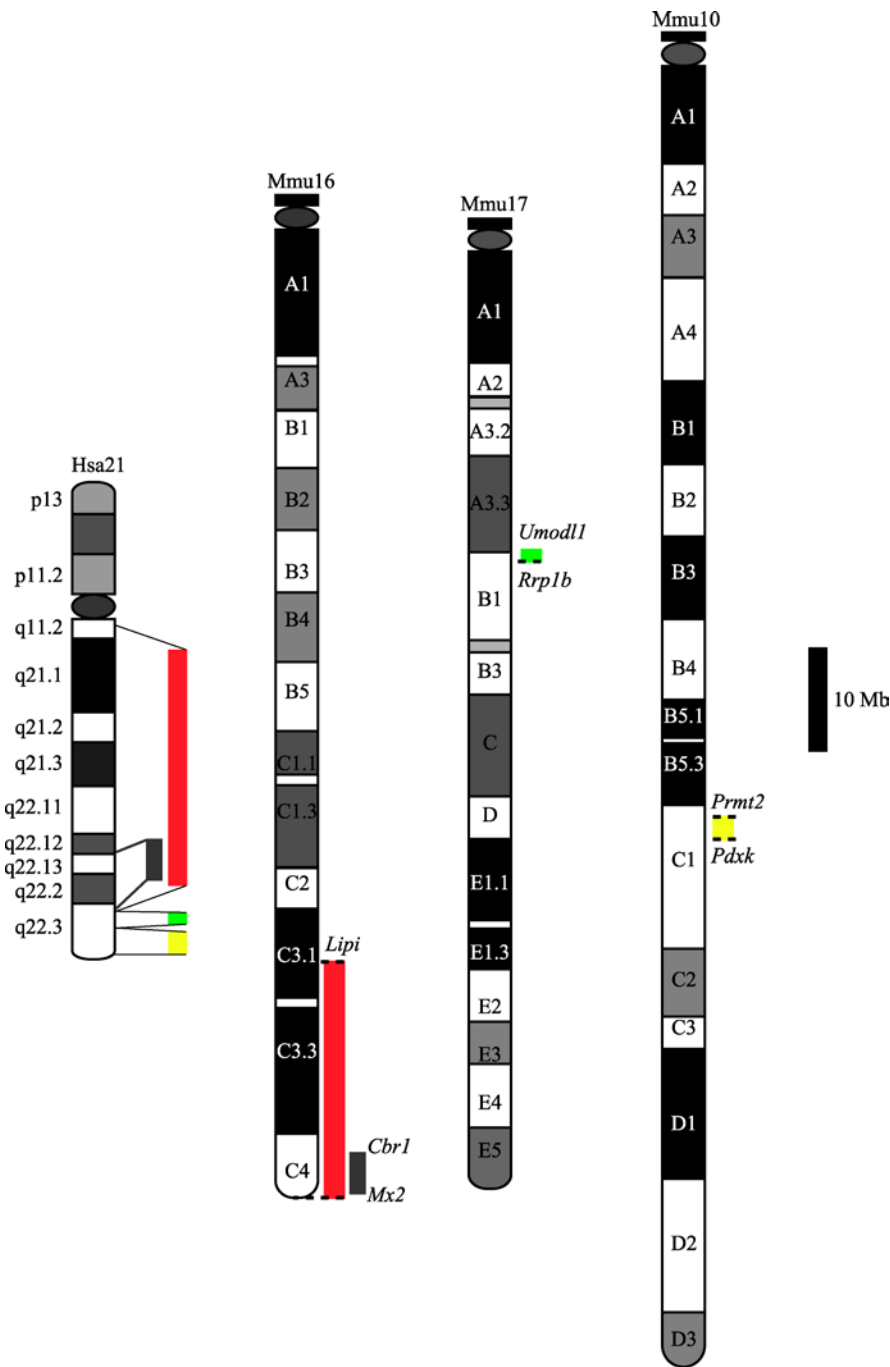 Hsa21
p13
p11.2
q11.2
q21.1
q21.2
q21.3
q22.11
q22.12
q22.13
q22.2
q22.3
Mmu16
A1
A3
B1
B2
B3
B4
B5
C1.1
C1.3
C2
C3.1
C3.3
C4
Lipi
Cbr1
Mx2
Mmu17
A1
A2
A3.2
A3.3
B1
B3
C
D
E1.1
E1.3
E2
E3
E4
E5
Umodl1
Rrp1b
Mmu10
A1
A2
A3
A4
B1
B2
B3
B4
B5.1
B5.3
C1
C2
C3
D1
D2
D3
Prmt2
Pdxk
10 Mb